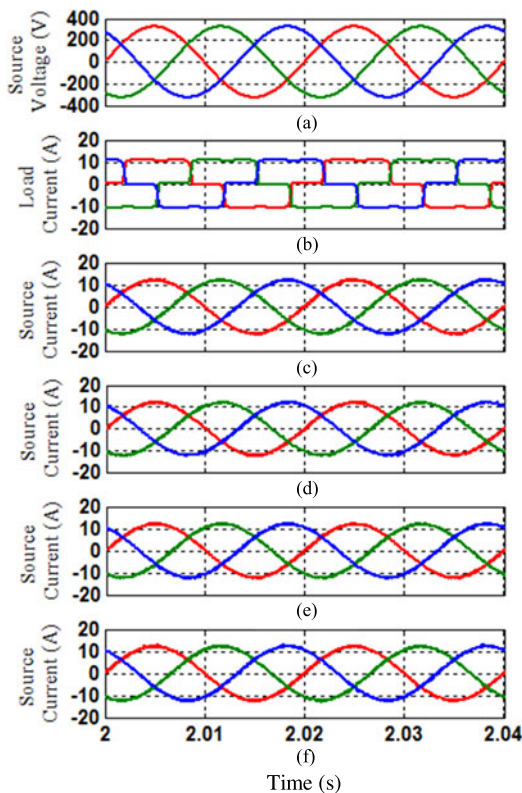 Source
Voltage (V)
400
200
0
-200
-400
(a)
Load
Current (A)
20
10
0
-10
-20
(b)
Source
Current (A)
20
10
0
-10
-20
(c)
Source
Current (A)
20
10
0
-10
-20
(d)
Source
Current (A)
20
10
0
-10
-20
(e)
Source
Current (A)
20
10
0
-10
-20
2 2.01 2.02 2.03 2.04
(f)
Time (s)